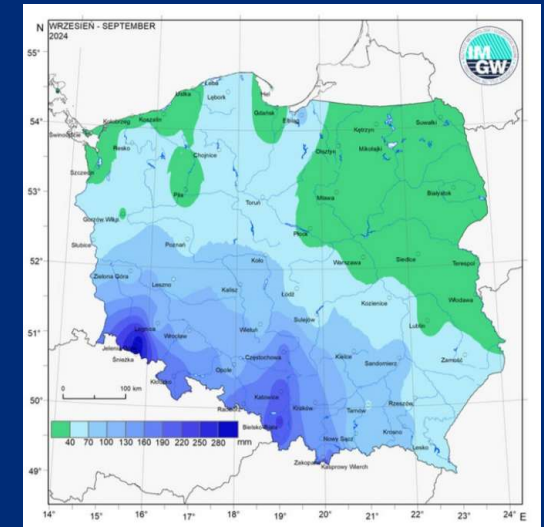 N WRZESIEŃ - SEPTEMBER
2024
IMGW
55°
Łeba
Hel
Ustka
Lębork
Gdańsk
Elbląg
Koszalin
Kołobrzeg
Świnoujście
54°
Kętrzyn
Suwałki
Resko
Chojnice
Olsztyn
Mikołajki
Szczecin
Piła
53°
Toruń
Mława
Białystok
Gorzów Wlkp.
Płock
Słubice
Poznań
Koło
Warszawa
Siedlce
Terespol
52°
Zielona Góra
Leszno
Kalisz
Łódź
Kozienice
Włodawa
Legnica
Wrocław
Wieluń
Sulejów
Lublin
51°
Jelenia
Śnieżka
Kłodzko
Opole
Częstochowa
Kielce
Sandomierz
Zamość
0 100 km
50°
Racibórz
Katowice
Kraków
Tarnów
Rzeszów
Bielsko-Biała
Nowy Sącz
Krosno
Lesko
Zakopane
Kasprowy Wierch
40 70 100 130 160 190 220 250 280 mm
49°
14° 15° 16° 17° 18° 19° 20° 21° 22° 23° 24° E